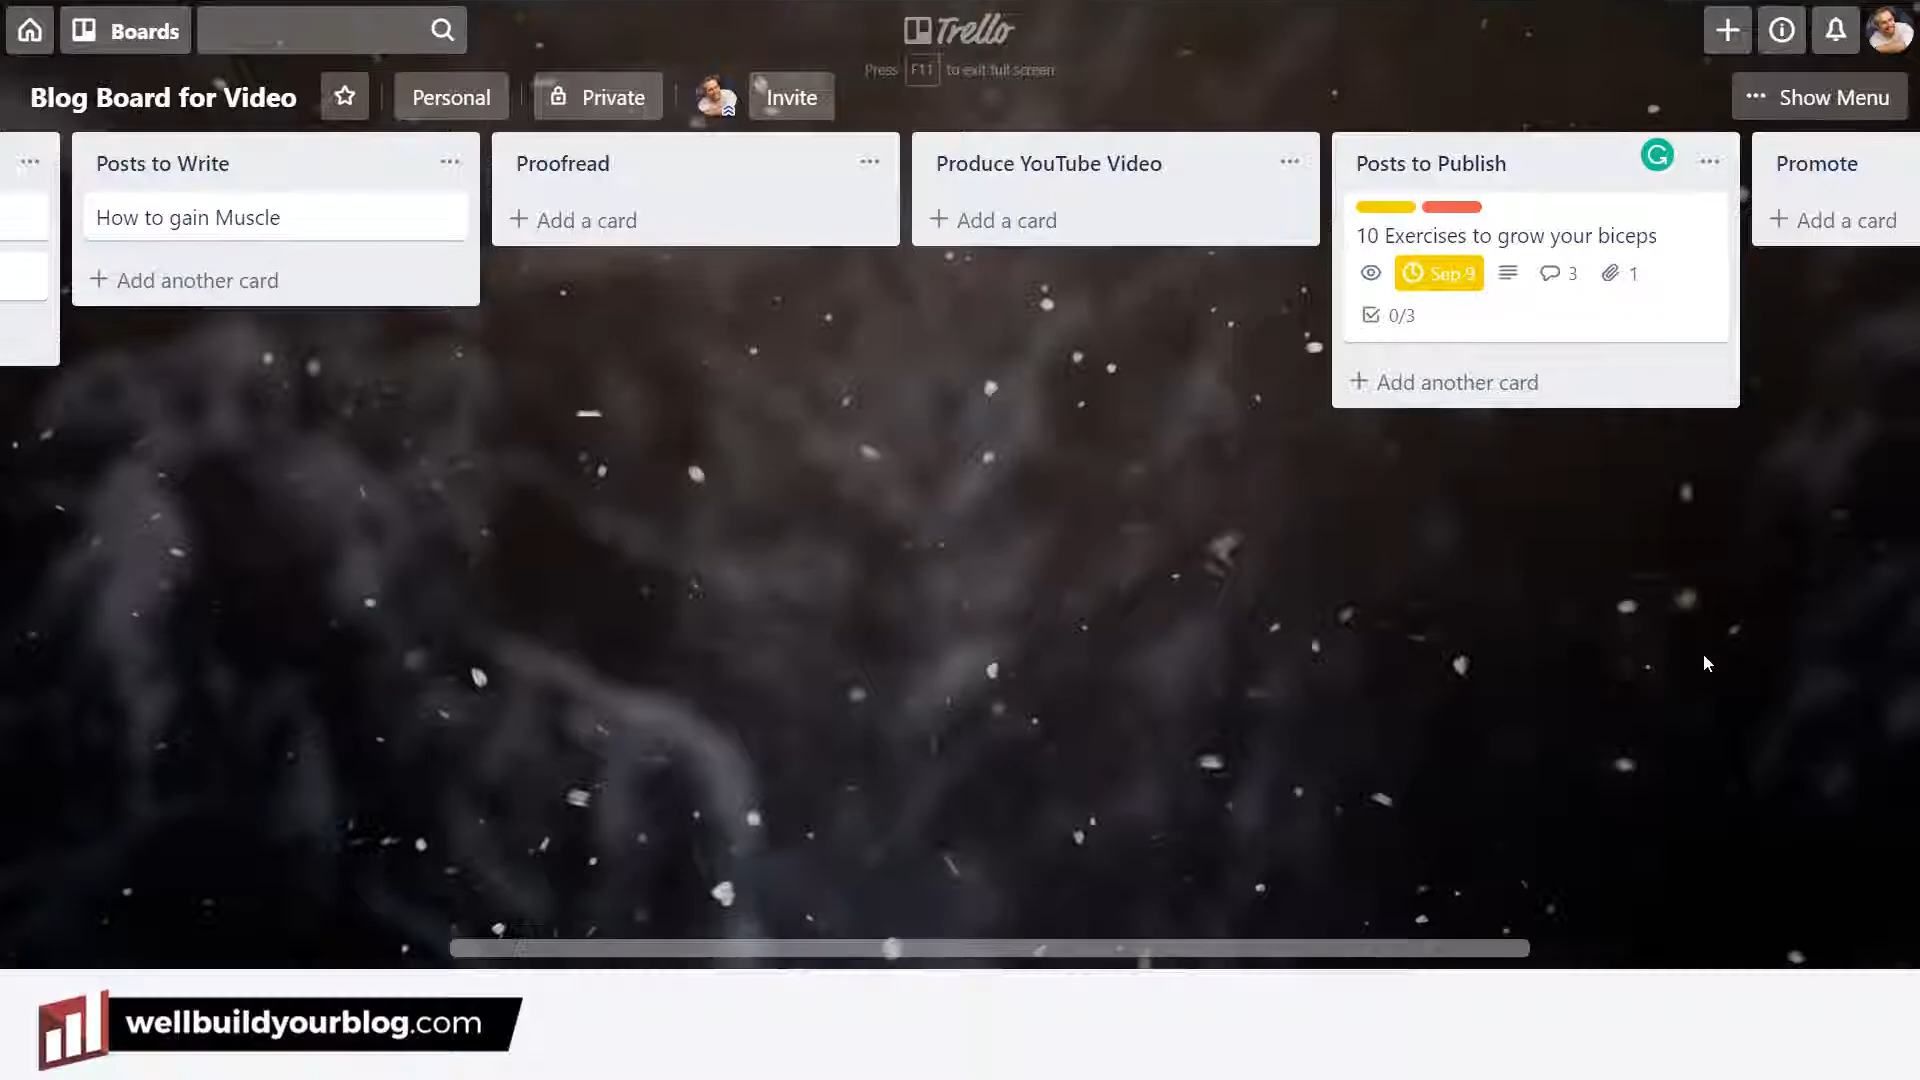 Boards
Trello
Press F11 to exit full screen
Blog Board for Video
Personal
Private
Invite
Show Menu
Posts to Write
How to gain Muscle
Add another card
Proofread
Add a card
Produce YouTube Video
Add a card
Posts to Publish
10 Exercises to grow your biceps
Sep 9
3
1
0/3
Add another card
Promote
Add a card
wellbuildyourblog.com